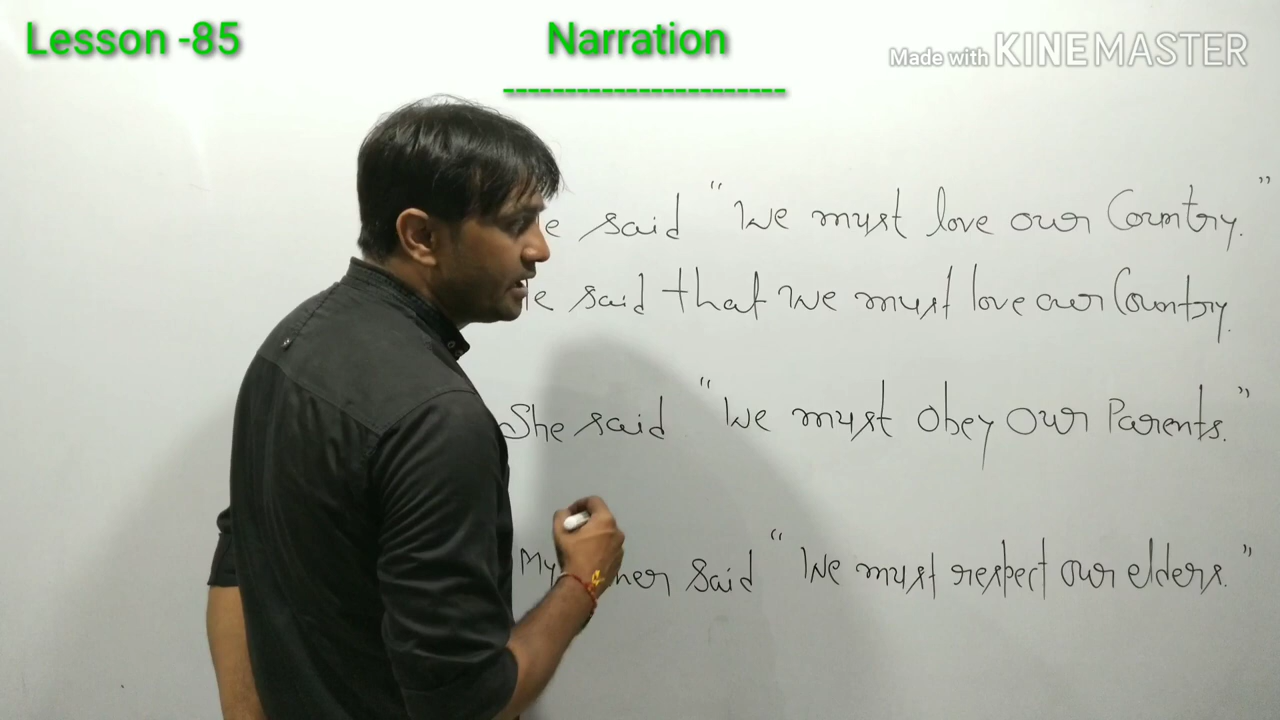 Lesson -85
Narration
Made with KINEMASTER
said "We must love our Country."
said that We must love our Country.
She said "We must Obey Our Parents."
My said "We must respect our elders."